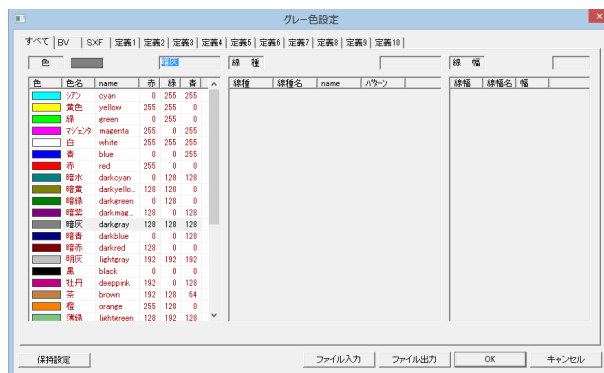 グレー色設定
すべて BV SXF 定義1 定義2 定義3 定義4 定義5 定義6 定義7 定義8 定義9 定義10
色 暗灰 線 種 線 幅
色 色名 name 赤 緑 青 線種 線種名 name パターン 線幅 線幅名 幅
シアン cyan 0 255 255
黄色 yellow 255 255 0
緑 green 0 255 0
マジェンタ magenta 255 0 255
白 white 255 255 255
青 blue 0 0 255
赤 red 255 0 0
暗水 darkcyan 0 128 128
暗黄 darkyello... 128 128 0
暗緑 darkgreen 0 128 0
暗紫 darkmag... 128 0 128
暗灰 darkgray 128 128 128
暗青 darkblue 0 0 128
暗赤 darkred 128 0 0
明灰 lightgray 192 192 192
黒 black 0 0 0
牡丹 deeppink 192 0 128
茶 brown 192 128 64
橙 orange 255 128 0
薄緑 lightgreen 128 192 128
保持設定 ファイル入力 ファイル出力 OK キャンセル